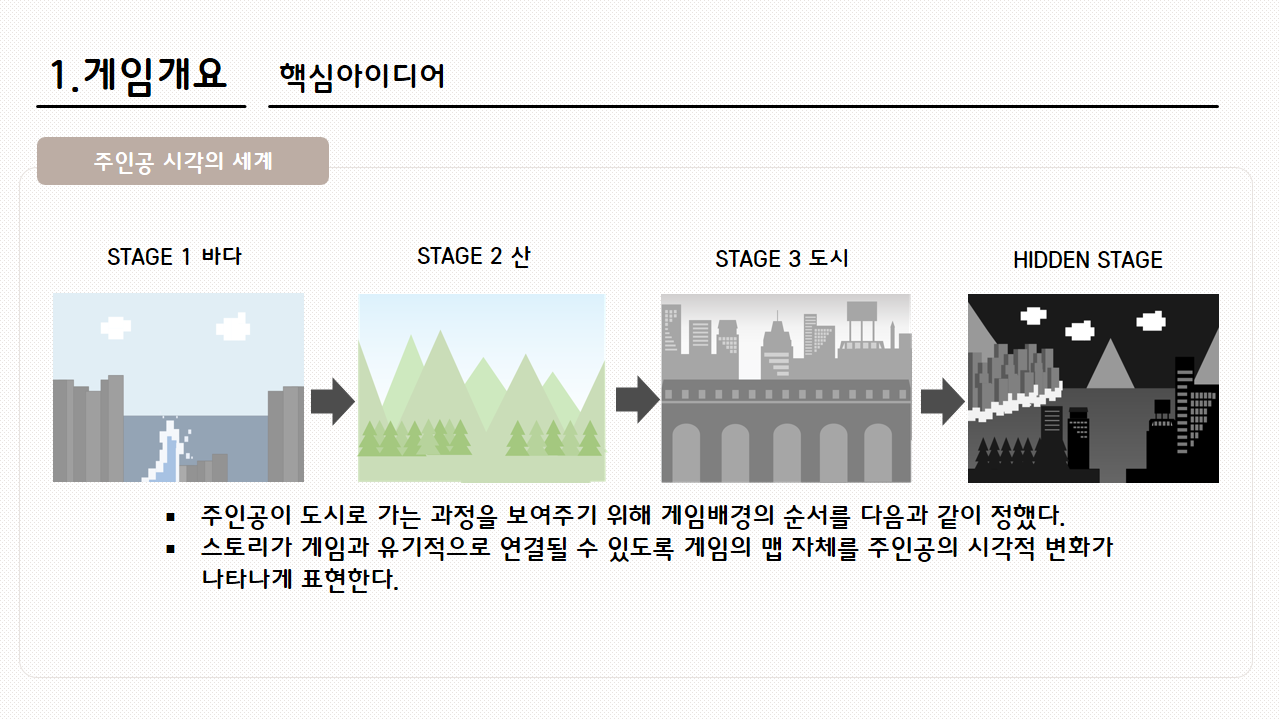 1.게임개요
핵심아이디어
주인공 시각의 세계
STAGE 1 바다
STAGE 2 산
STAGE 3 도시
HIDDEN STAGE
▪ 주인공이 도시로 가는 과정을 보여주기 위해 게임배경의 순서를 다음과 같이 정했다.
▪ 스토리가 게임과 유기적으로 연결될 수 있도록 게임의 맵 자체를 주인공의 시각적 변화가
나타나게 표현한다.